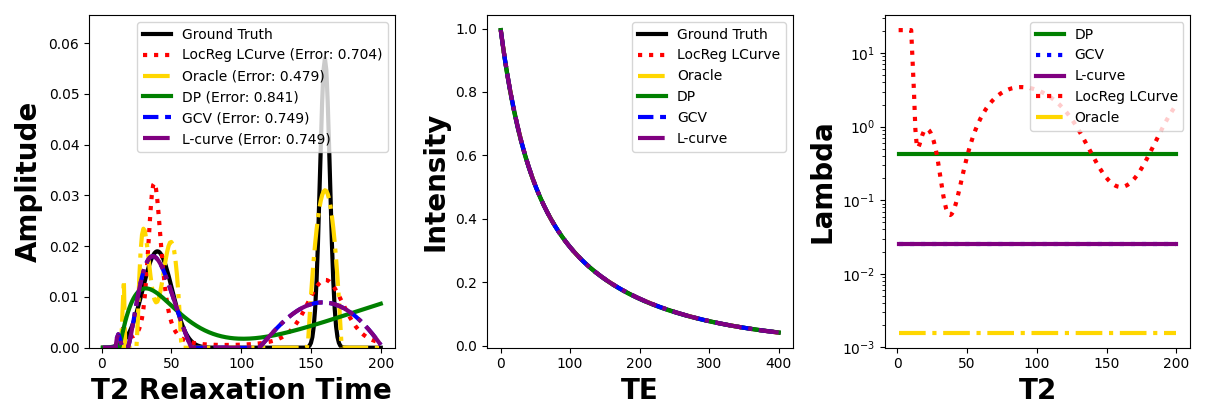 Amplitude
0.06
0.05
0.04
0.03
0.02
0.01
0.00
0
50
100
150
200
T2 Relaxation Time
Ground Truth
LocReg LCurve (Error: 0.704)
Oracle (Error: 0.479)
DP (Error: 0.841)
GCV (Error: 0.749)
L-curve (Error: 0.749)
Intensity
1.0
0.8
0.6
0.4
0.2
0.0
0
100
200
300
400
TE
Ground Truth
LocReg LCurve
Oracle
DP
GCV
L-curve
Lambda
10¹
10⁰
10⁻¹
10⁻²
10⁻³
0
50
100
150
200
T2
DP
GCV
L-curve
LocReg LCurve
Oracle